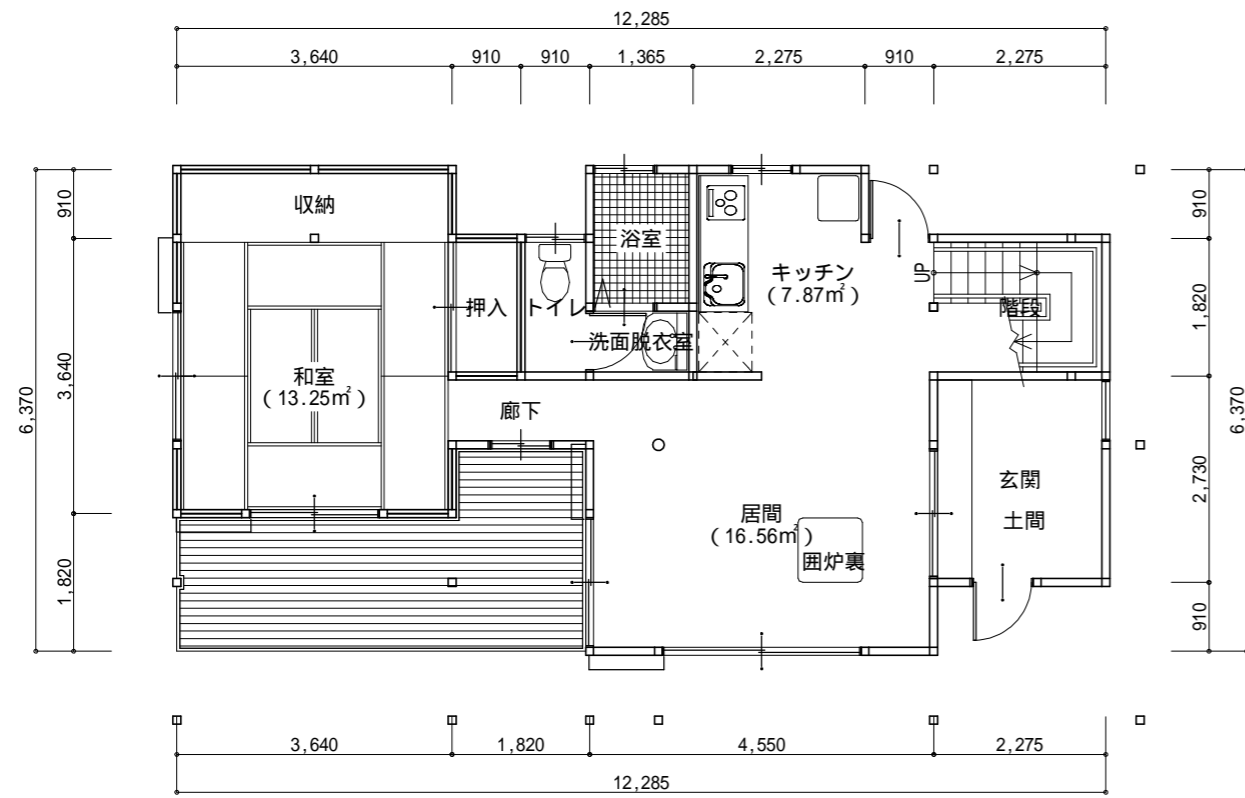 12,285
3,640
910
910
1,365
2,275
910
2,275
910
3,640
1,820
6,370
910
1,820
2,730
910
6,370
収納
浴室
キッチン
(7.87㎡)
UP
階段
押入
トイレ
洗面脱衣室
和室
(13.25㎡)
廊下
玄関
土間
居間
(16.56㎡)
囲炉裏
3,640
1,820
4,550
2,275
12,285